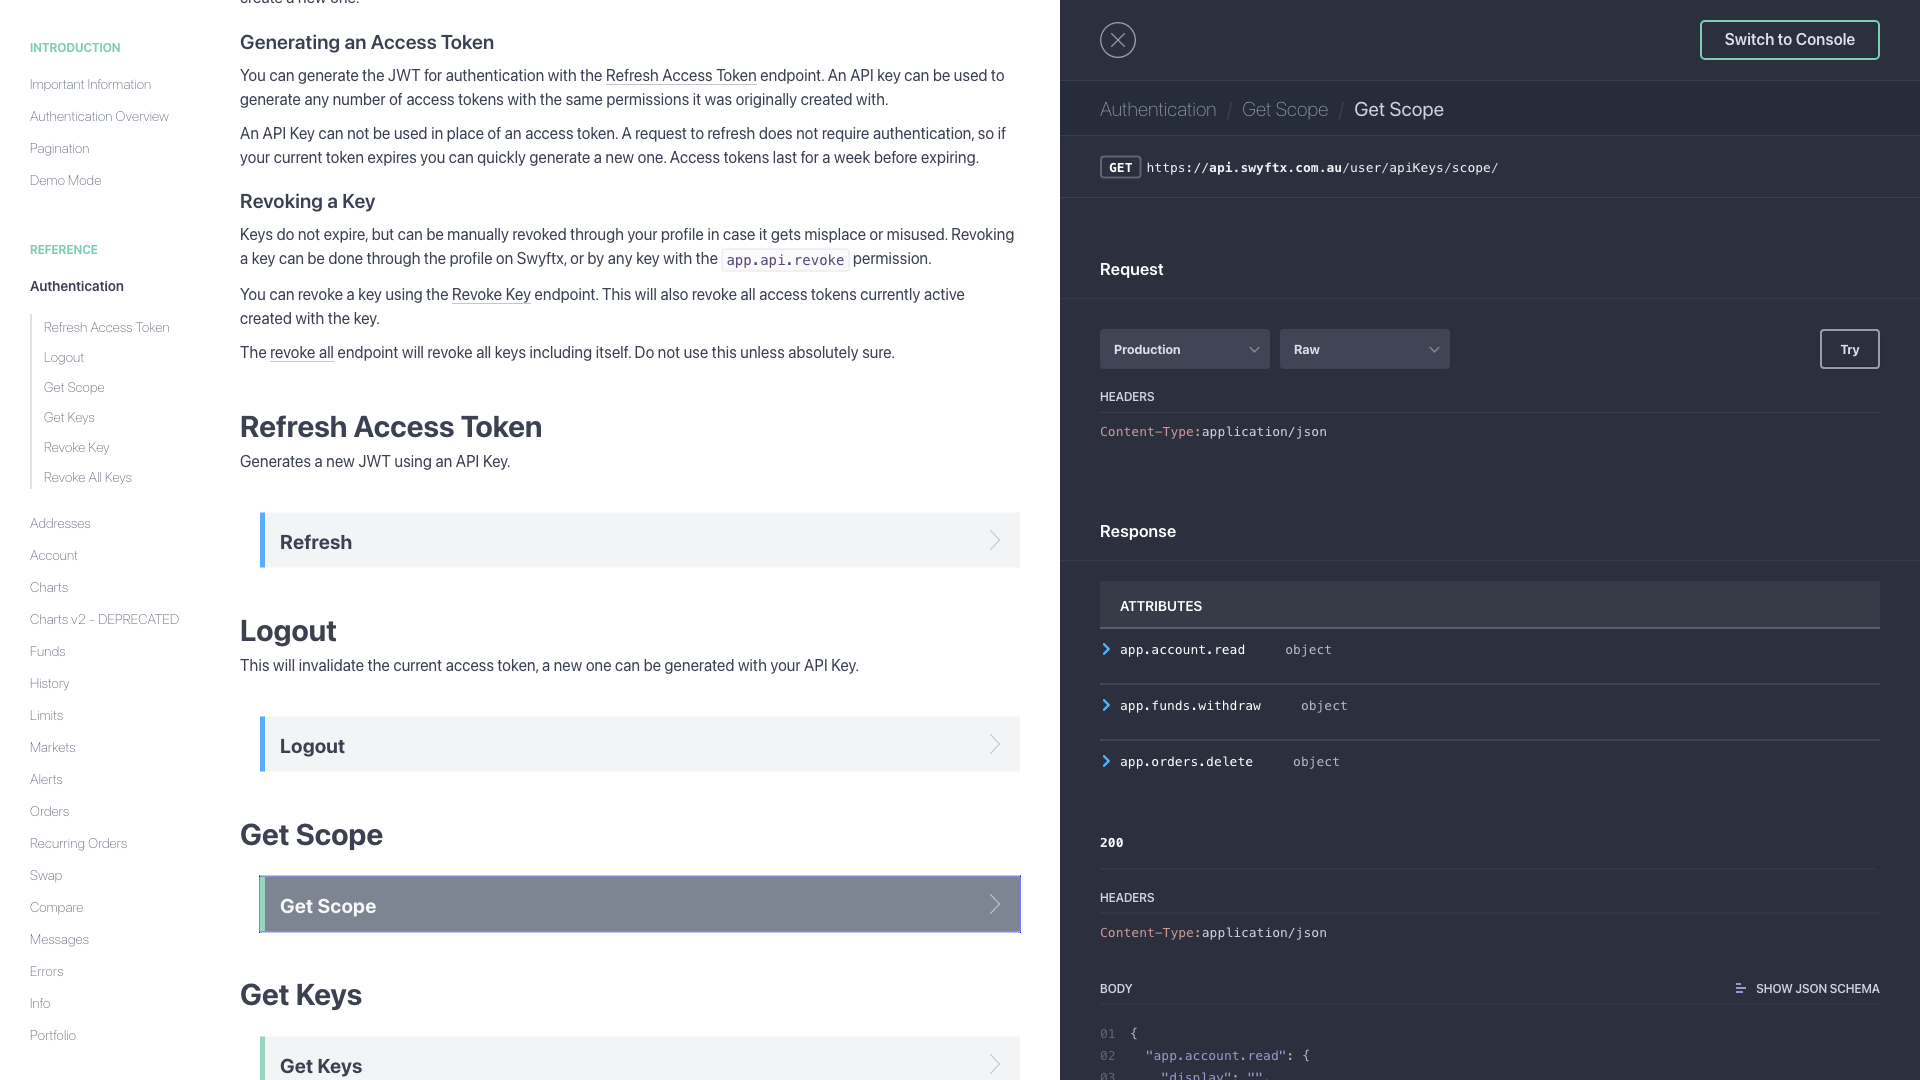 INTRODUCTION
Important Information
Authentication Overview
Pagination
Demo Mode
REFERENCE
Authentication
Refresh Access Token
Logout
Get Scope
Get Keys
Revoke Key
Revoke All Keys
Addresses
Account
Charts
Charts v2 - DEPRECATED
Funds
History
Limits
Markets
Alerts
Orders
Recurring Orders
Swap
Compare
Messages
Errors
Info
Portfolio
create a new one.
Generating an Access Token
You can generate the JWT for authentication with the Refresh Access Token endpoint. An API key can be used to
generate any number of access tokens with the same permissions it was originally created with.
An API Key can not be used in place of an access token. A request to refresh does not require authentication, so if
your current token expires you can quickly generate a new one. Access tokens last for a week before expiring.
Revoking a Key
Keys do not expire, but can be manually revoked through your profile in case it gets misplace or misused. Revoking
a key can be done through the profile on Swyftx, or by any key with the app.api.revoke permission.
You can revoke a key using the Revoke Key endpoint. This will also revoke all access tokens currently active
created with the key.
The revoke all endpoint will revoke all keys including itself. Do not use this unless absolutely sure.
Refresh Access Token
Generates a new JWT using an API Key.
Refresh
Logout
This will invalidate the current access token, a new one can be generated with your API Key.
Logout
Get Scope
Get Scope
Get Keys
Get Keys
Switch to Console
Authentication / Get Scope / Get Scope
GET https://api.swyftx.com.au/user/apiKeys/scope/
Request
Production Raw Try
HEADERS
Content-Type:application/json
Response
ATTRIBUTES
app.account.read object
app.funds.withdraw object
app.orders.delete object
200
HEADERS
Content-Type:application/json
BODY SHOW JSON SCHEMA
01 {
02 "app.account.read": {
03 "display": "",